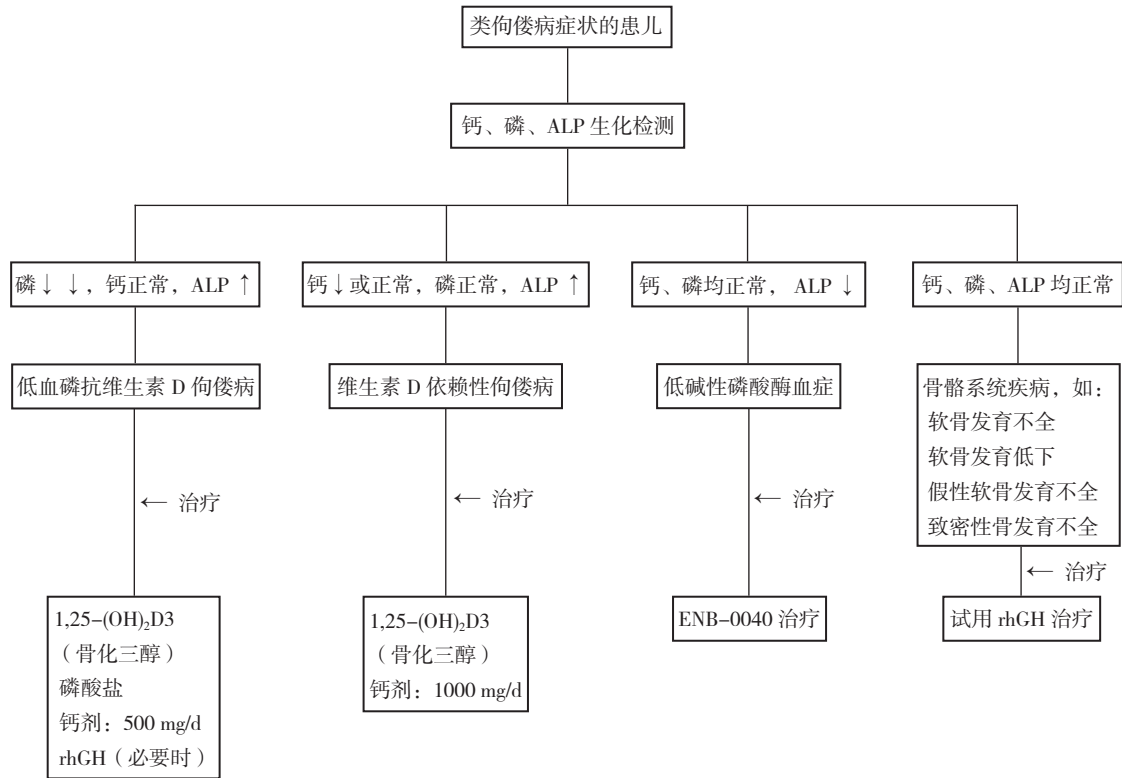 类佝偻病症状的患儿
钙、磷、ALP 生化检测
磷↓ ↓ ，钙正常，ALP ↑
钙↓或正常，磷正常，ALP ↑
钙、磷均正常， ALP ↓
钙、磷、ALP 均正常
低血磷抗维生素 D 佝偻病
维生素 D 依赖性佝偻病
低碱性磷酸酶血症
骨骼系统疾病，如：
软骨发育不全
软骨发育低下
假性软骨发育不全
致密性骨发育不全
← 治疗
← 治疗
← 治疗
← 治疗
1,25-(OH)₂D3
（骨化三醇）
磷酸盐
钙剂：500 mg/d
rhGH（必要时）
1,25-(OH)₂D3
（骨化三醇）
钙剂：1000 mg/d
ENB-0040 治疗
试用 rhGH 治疗